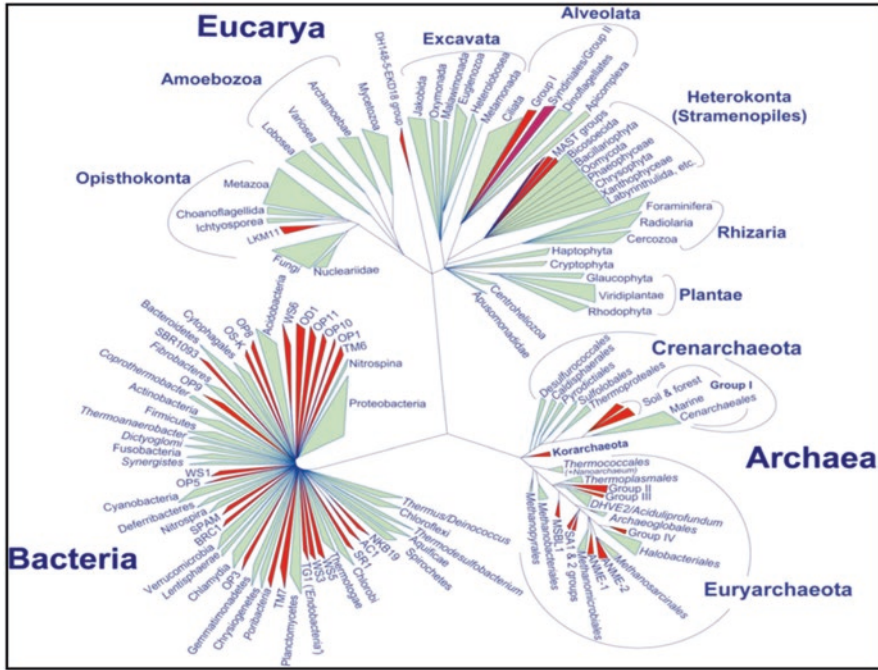 Eucarya
Amoebozoa
Lobosea
Variosea
Archamoebae
Mycetozoa
DH148-5-EKD18 group
Excavata
Jakobida
Oxymonada
Malawimonada
Euglenozoa
Heterolobosea
Metamonada
Alveolata
Ciliata
Group I
Syndiniales/Group II
Dinoflagellates
Apicomplexa
Heterokonta
(Stramenopiles)
MAST groups
Bicosoecida
Bacillariophyta
Oomycota
Phaeophyceae
Chrysophyta
Xanthophyceae
Labyrinthulida, etc.
Foraminifera
Radiolaria
Cercozoa
Rhizaria
Haptophyta
Cryptophyta
Glaucophyta
Viridiplantae
Rhodophyta
Plantae
Centroheliozoa
Apusomonadidae
Opisthokonta
Metazoa
Choanoflagellida
Ichtyosporea
LKM11
Fungi
Nucleariidae
Bacteroidetes
SBR1093
Cytophagales
OS-K
OP8
Acidobacteria
WS6
OD1
OP11
OP10
OP1
TM6
Nitrospina
Proteobacteria
Fibrobacteres
Coprothermobacter
OP9
Actinobacteria
Firmicutes
Thermoanaerobacter
Dictyoglomi
Fusobacteria
Synergistes
WS1
OP5
Cyanobacteria
Deferribacteres
Nitrospira
SPAM
BRC1
Verrucomicrobia
Lentisphaerae
Chlamydia
OP3
Gemmatimonadetes
Chrysiogenetes
Poribacteria
TM7
Planctomycetes
TG1 ('Endobacteria')
WS3
WS5
Thermotogae
Chlorobi
SR1
AC1
NKB19
Spirochetes
Aquificae
Thermodesulfobacterium
Chloroflexi
Thermus/Deinococcus
Bacteria
Crenarchaeota
Desulfurococcales
Caldisphaerales
Pyrodictiales
Sulfolobales
Thermoproteales
Soil & forest
Group I
Marine
Cenarchaeales
Korarchaeota
Archaea
Thermococcales
(+Nanoarchaeum)
Thermoplasmales
Group II
Group III
DHVE2/Aciduliprofundum
Archaeoglobales
Group IV
Halobacteriales
Methanosarcinales
ANME-2
ANME-1
Methanomicrobiales
SA1 & 2 groups
MSBL1
Methanobacteriales
Methanopyrales
Euryarchaeota